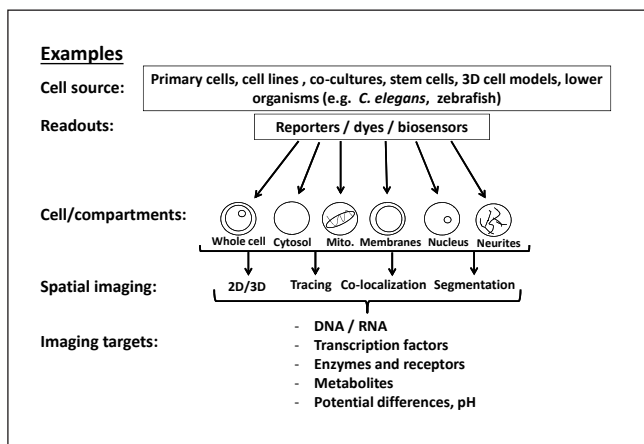 Examples
Cell source:
Primary cells, cell lines , co-cultures, stem cells, 3D cell models, lower
organisms (e.g. C. elegans, zebrafish)
Readouts:
Reporters / dyes / biosensors
Cell/compartments:
Whole cell Cytosol Mito. Membranes Nucleus Neurites
Spatial imaging:
2D/3D Tracing Co-localization Segmentation
Imaging targets:
- DNA / RNA
- Transcription factors
- Enzymes and receptors
- Metabolites
- Potential differences, pH